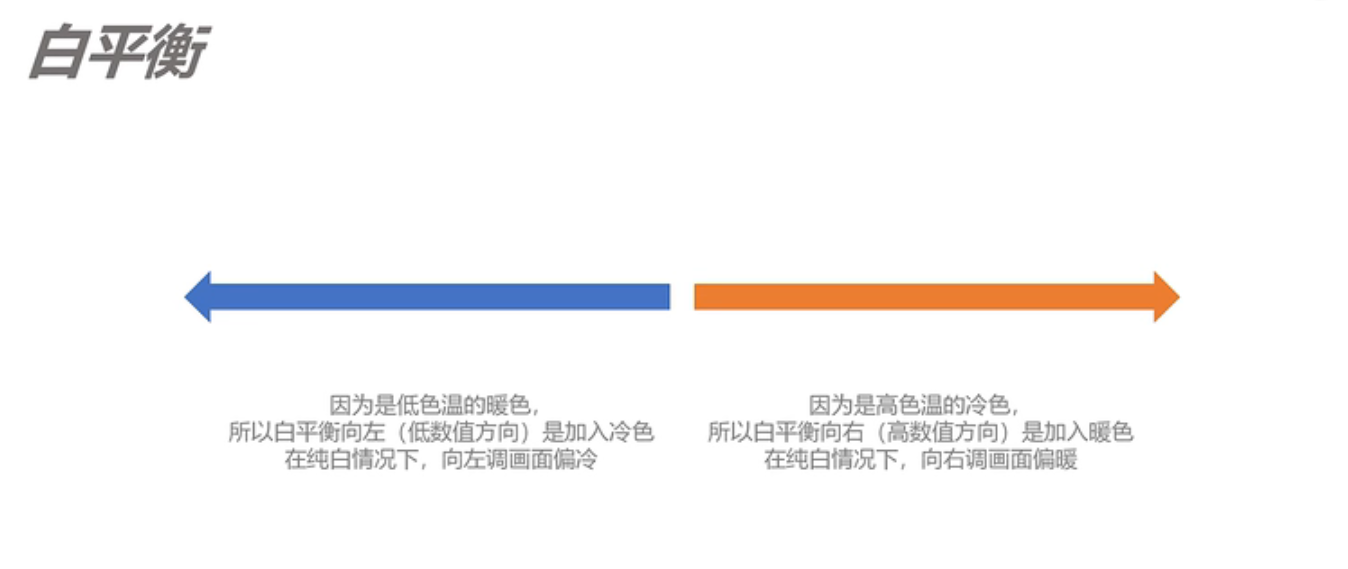 白平衡
因为是低色温的暖色，
所以白平衡向左（低数值方向）是加入冷色
在纯白情况下，向左调画面偏冷
因为是高色温的冷色，
所以白平衡向右（高数值方向）是加入暖色
在纯白情况下，向右调画面偏暖